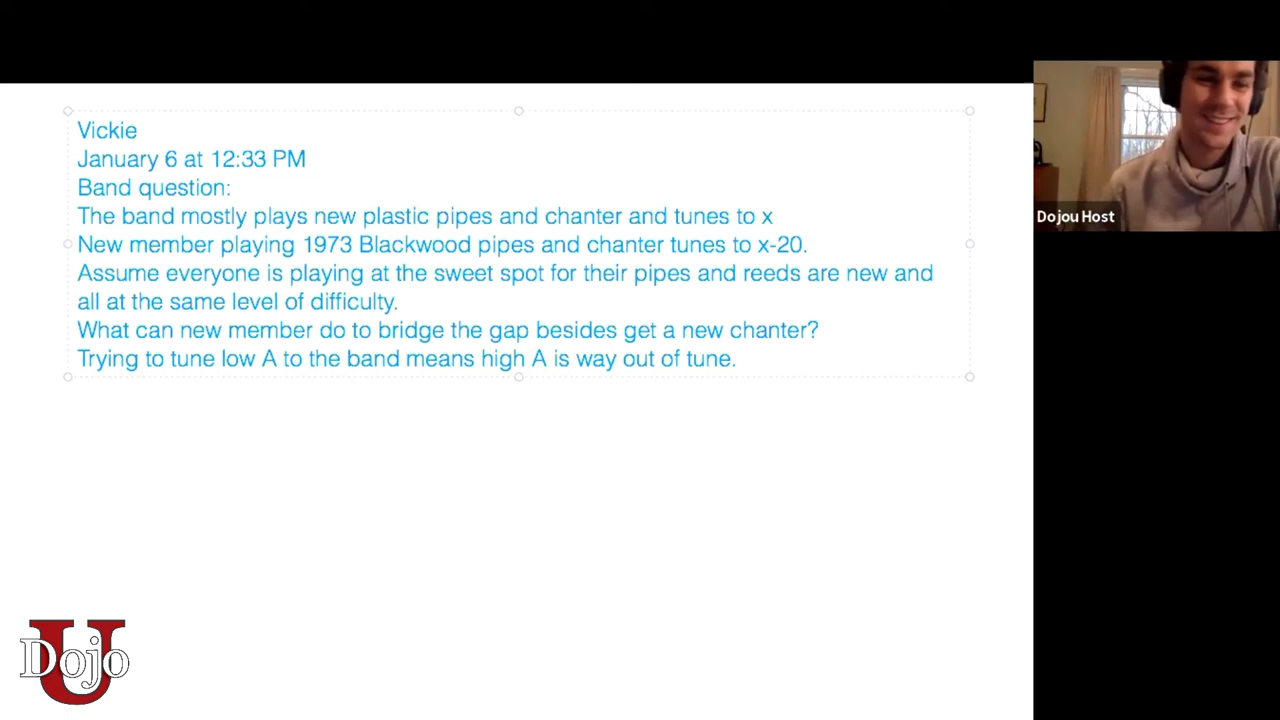 Vickie
January 6 at 12:33 PM
Band question:
The band mostly plays new plastic pipes and chanter and tunes to x
New member playing 1973 Blackwood pipes and chanter tunes to x-20.
Assume everyone is playing at the sweet spot for their pipes and reeds are new and
all at the same level of difficulty.
What can new member do to bridge the gap besides get a new chanter?
Trying to tune low A to the band means high A is way out of tune.
Dojou Host
U
Dojo